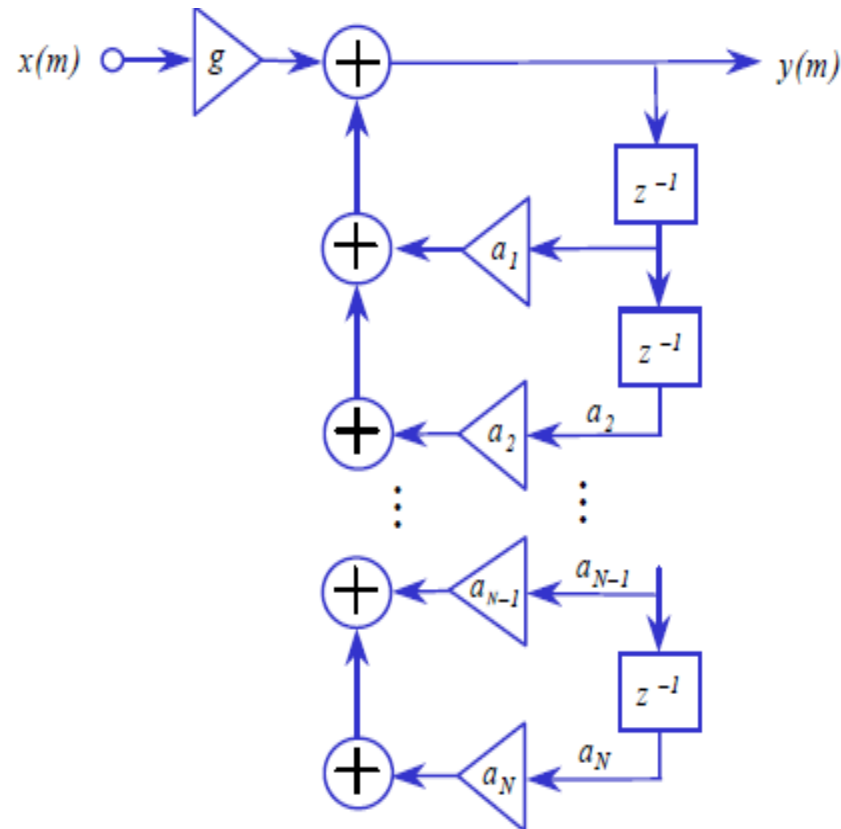 x(m) g + y(m)
z⁻¹
+ a₁
z⁻¹
+ a₂ a₂
⋮ ⋮
+ a_{N-1} a_{N-1}
z⁻¹
+ a_N a_N